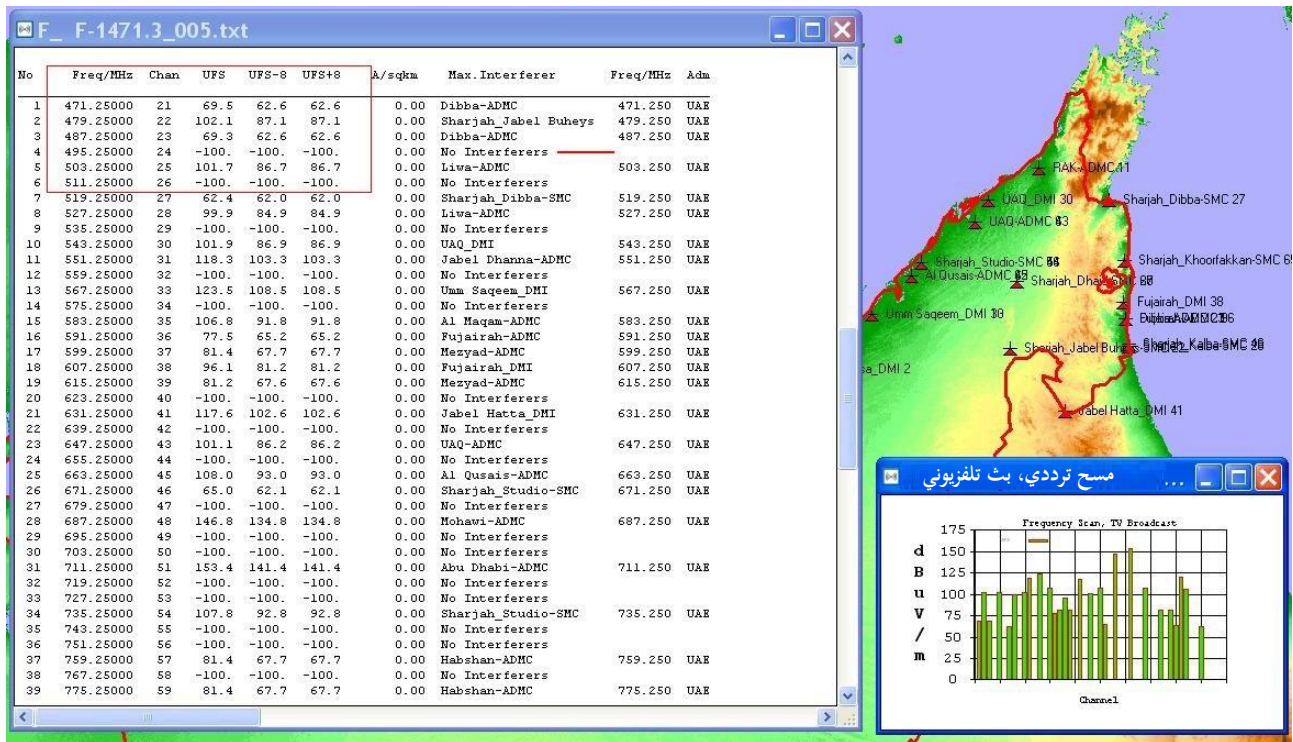 F_ F-1471.3_005.txt
No Freq/MHz Chan UFS UFS-8 UFS+8 A/sqkm Max.Interferer Freq/MHz Adm
1 471.25000 21 69.5 62.6 62.6 0.00 Dibba-ADMC 471.250 UAE
2 479.25000 22 102.1 87.1 87.1 0.00 Sharjah_Jabel Buheys 479.250 UAE
3 487.25000 23 69.3 62.6 62.6 0.00 Dibba-ADMC 487.250 UAE
4 495.25000 24 -100. -100. -100. 0.00 No Interferers
5 503.25000 25 101.7 86.7 86.7 0.00 Liwa-ADMC 503.250 UAE
6 511.25000 26 -100. -100. -100. 0.00 No Interferers
7 519.25000 27 62.4 62.0 62.0 0.00 Sharjah_Dibba-SMC 519.250 UAE
8 527.25000 28 99.9 84.9 84.9 0.00 Liwa-ADMC 527.250 UAE
9 535.25000 29 -100. -100. -100. 0.00 No Interferers
10 543.25000 30 101.9 86.9 86.9 0.00 UAQ_DMI 543.250 UAE
11 551.25000 31 118.3 103.3 103.3 0.00 Jabel Dhanna-ADMC 551.250 UAE
12 559.25000 32 -100. -100. -100. 0.00 No Interferers
13 567.25000 33 123.5 108.5 108.5 0.00 Umm Saqeem_DMI 567.250 UAE
14 575.25000 34 -100. -100. -100. 0.00 No Interferers
15 583.25000 35 106.8 91.8 91.8 0.00 Al Maqam-ADMC 583.250 UAE
16 591.25000 36 77.5 65.2 65.2 0.00 Fujairah-ADMC 591.250 UAE
17 599.25000 37 81.4 67.7 67.7 0.00 Mezyad-ADMC 599.250 UAE
18 607.25000 38 96.1 81.2 81.2 0.00 Fujairah_DMI 607.250 UAE
19 615.25000 39 81.2 67.6 67.6 0.00 Mezyad-ADMC 615.250 UAE
20 623.25000 40 -100. -100. -100. 0.00 No Interferers
21 631.25000 41 117.6 102.6 102.6 0.00 Jabel Hatta_DMI 631.250 UAE
22 639.25000 42 -100. -100. -100. 0.00 No Interferers
23 647.25000 43 101.1 86.2 86.2 0.00 UAQ-ADMC 647.250 UAE
24 655.25000 44 -100. -100. -100. 0.00 No Interferers
25 663.25000 45 108.0 93.0 93.0 0.00 Al Qusais-ADMC 663.250 UAE
26 671.25000 46 65.0 62.1 62.1 0.00 Sharjah_Studio-SMC 671.250 UAE
27 679.25000 47 -100. -100. -100. 0.00 No Interferers
28 687.25000 48 146.8 134.8 134.8 0.00 Mohawi-ADMC 687.250 UAE
29 695.25000 49 -100. -100. -100. 0.00 No Interferers
30 703.25000 50 -100. -100. -100. 0.00 No Interferers
31 711.25000 51 153.4 141.4 141.4 0.00 Abu Dhabi-ADMC 711.250 UAE
32 719.25000 52 -100. -100. -100. 0.00 No Interferers
33 727.25000 53 -100. -100. -100. 0.00 No Interferers
34 735.25000 54 107.8 92.8 92.8 0.00 Sharjah_Studio-SMC 735.250 UAE
35 743.25000 55 -100. -100. -100. 0.00 No Interferers
36 751.25000 56 -100. -100. -100. 0.00 No Interferers
37 759.25000 57 81.4 67.7 67.7 0.00 Habshan-ADMC 759.250 UAE
38 767.25000 58 -100. -100. -100. 0.00 No Interferers
39 775.25000 59 81.4 67.7 67.7 0.00 Habshan-ADMC 775.250 UAE
RAK-ADMC 11
UAQ_DMI 30
Sharjah_Dibba-SMC 27
UAQ-ADMC
Sharjah_Studio-SMC
Sharjah_Khoorfakkan-SMC
Al Qusais-ADMC
Fujairah_DMI 38
Umm Saqeem_DMI
Sharjah_Jabel
sa_DMI 2
Jabel Hatta_DMI 41
مسح ترددي، بث تلفزيوني ...
Frequency Scan, TV Broadcast
dBuV/m
175
150
125
100
75
50
25
0
Channel